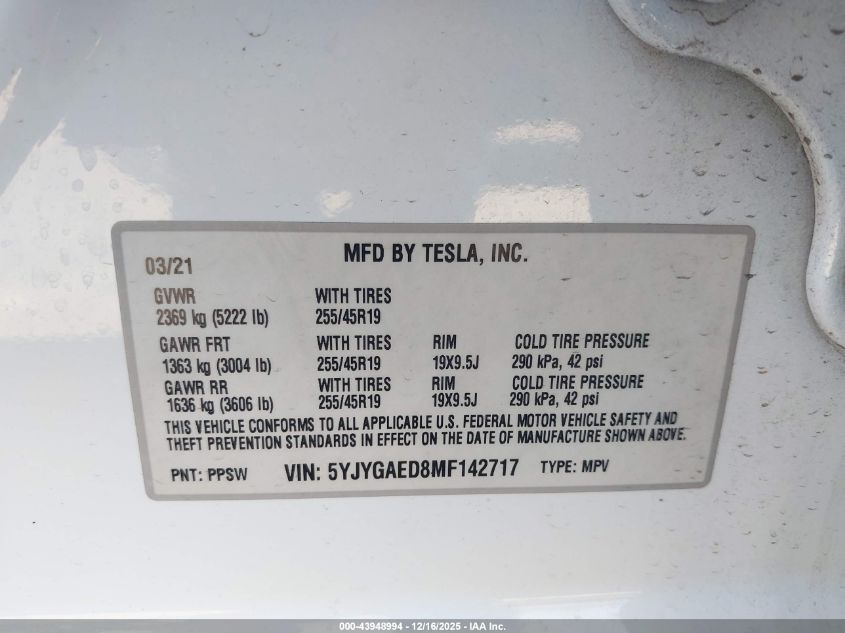 MFD BY TESLA, INC.
03/21
GVWR WITH TIRES
2369 kg (5222 lb) 255/45R19
GAWR FRT WITH TIRES RIM COLD TIRE PRESSURE
1363 kg (3004 lb) 255/45R19 19X9.5J 290 kPa, 42 psi
GAWR RR WITH TIRES RIM COLD TIRE PRESSURE
1636 kg (3606 lb) 255/45R19 19X9.5J 290 kPa, 42 psi
THIS VEHICLE CONFORMS TO ALL APPLICABLE U.S. FEDERAL MOTOR VEHICLE SAFETY AND
THEFT PREVENTION STANDARDS IN EFFECT ON THE DATE OF MANUFACTURE SHOWN ABOVE.
PNT: PPSW VIN: 5YJYGAED8MF142717 TYPE: MPV
000-43948994 - 12/16/2025 - IAA Inc.